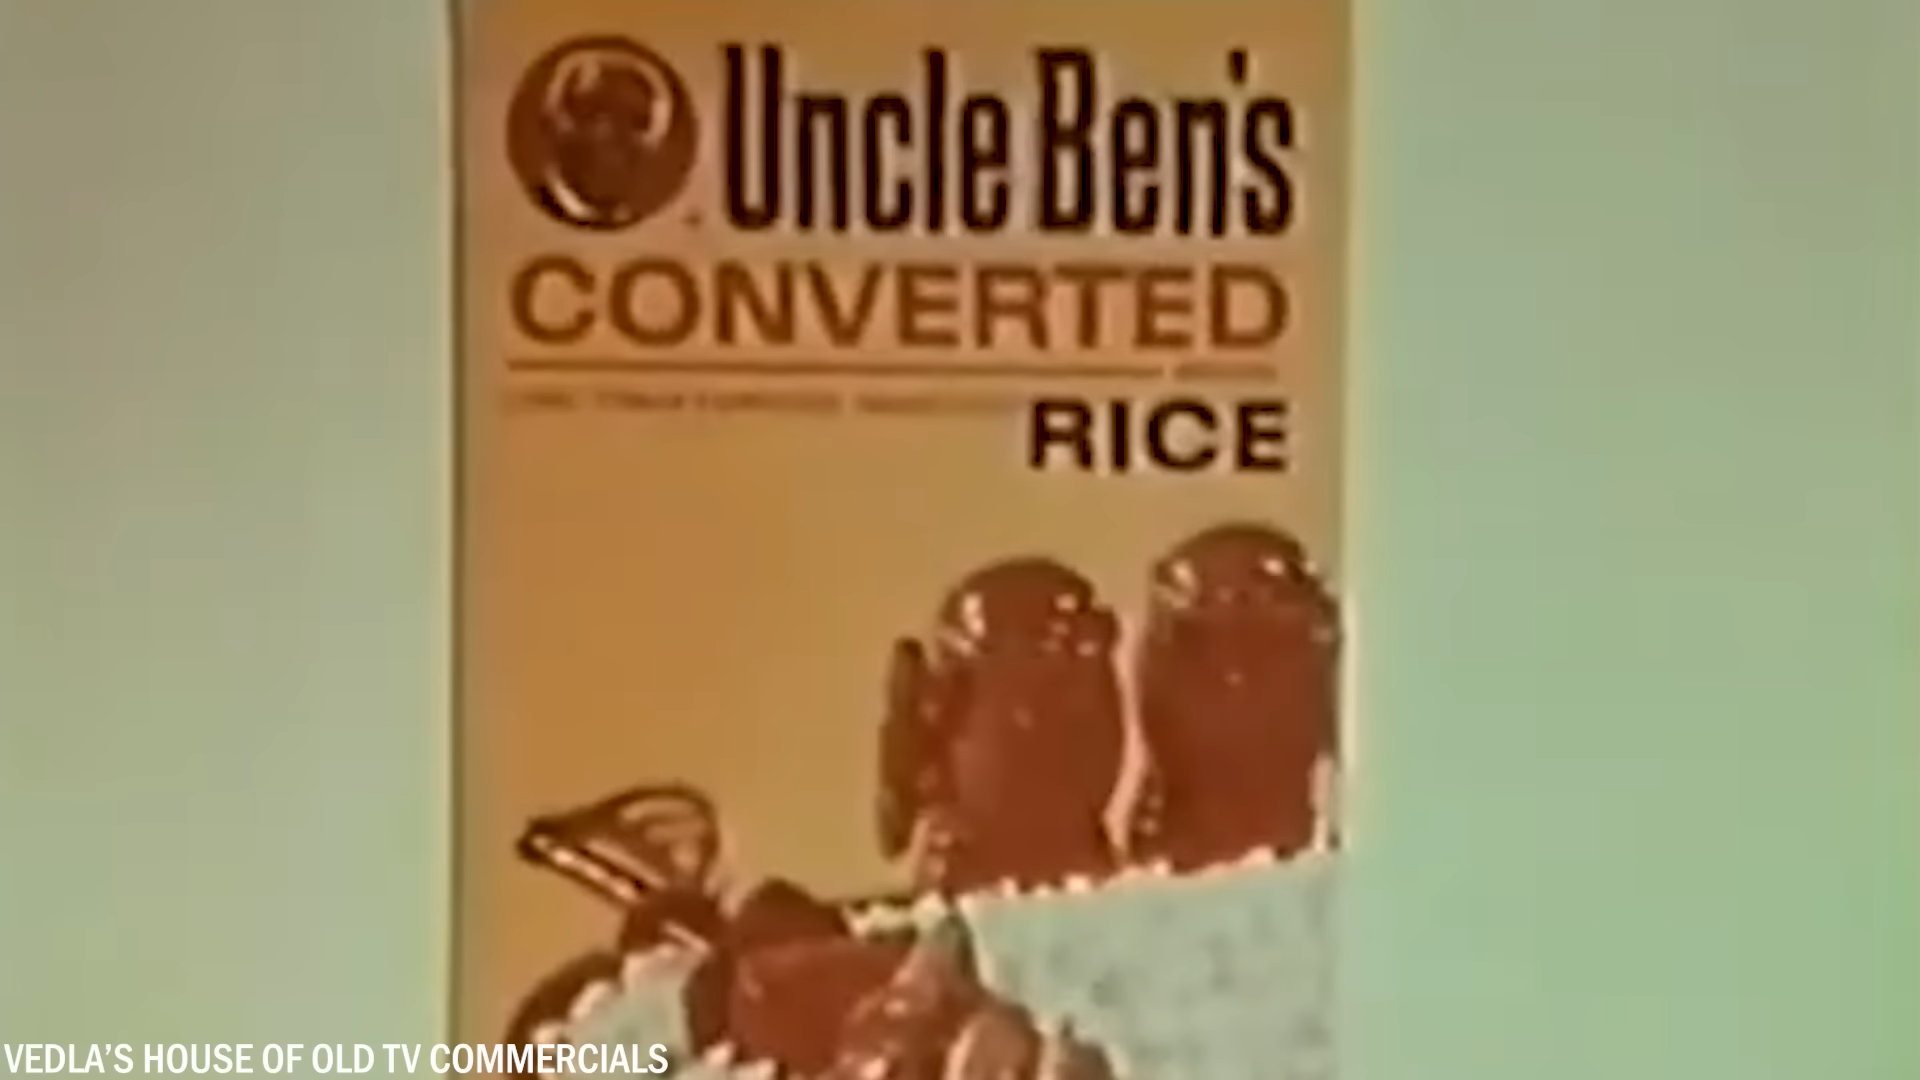 Uncle Ben's
CONVERTED
RICE
VEDLA'S HOUSE OF OLD TV COMMERCIALS